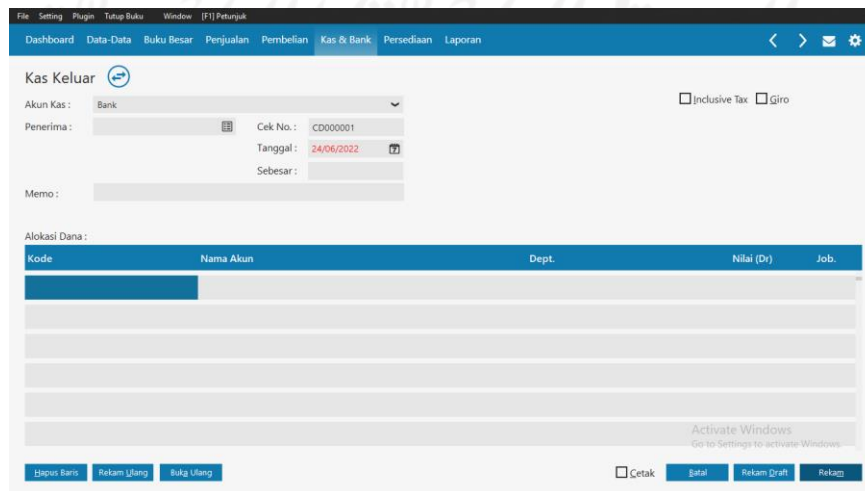 File Setting Plugin Tutup Buku Window [F1] Petunjuk
Dashboard Data-Data Buku Besar Penjualan Pembelian Kas & Bank Persediaan Laporan
Kas Keluar
Akun Kas : Bank Inclusive Tax Giro
Penerima : Cek No. : CD000001
Tanggal : 24/06/2022
Sebesar :
Memo :
Alokasi Dana :
Kode Nama Akun Dept. Nilai (Dr) Job.
Activate Windows
Go to Settings to activate Windows.
Hapus Baris Rekam Ulang Buka Ulang Cetak Batal Rekam Draft Rekam